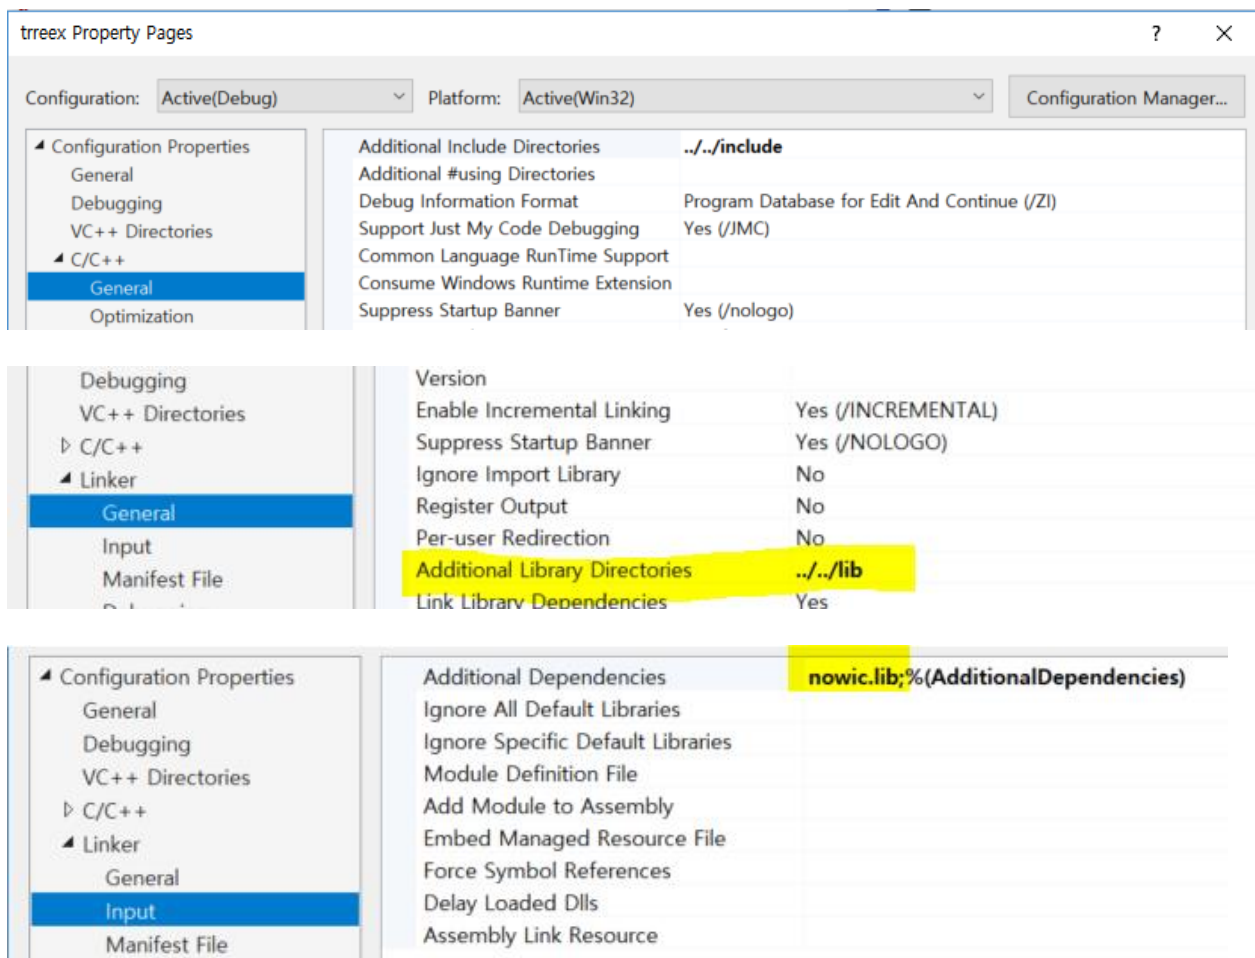 trreex Property Pages
?
Configuration: Active(Debug) Platform: Active(Win32) Configuration Manager...
Configuration Properties
General
Debugging
VC++ Directories
C/C++
General
Optimization
Additional Include Directories ../../include
Additional #using Directories
Debug Information Format Program Database for Edit And Continue (/ZI)
Support Just My Code Debugging Yes (/JMC)
Common Language RunTime Support
Consume Windows Runtime Extension
Suppress Startup Banner Yes (/nologo)
Debugging
VC++ Directories
C/C++
Linker
General
Input
Manifest File
Version
Enable Incremental Linking Yes (/INCREMENTAL)
Suppress Startup Banner Yes (/NOLOGO)
Ignore Import Library No
Register Output No
Per-user Redirection No
Additional Library Directories ../../lib
Link Library Dependencies Yes
Configuration Properties
General
Debugging
VC++ Directories
C/C++
Linker
General
Input
Manifest File
Additional Dependencies nowic.lib;%(AdditionalDependencies)
Ignore All Default Libraries
Ignore Specific Default Libraries
Module Definition File
Add Module to Assembly
Embed Managed Resource File
Force Symbol References
Delay Loaded Dlls
Assembly Link Resource